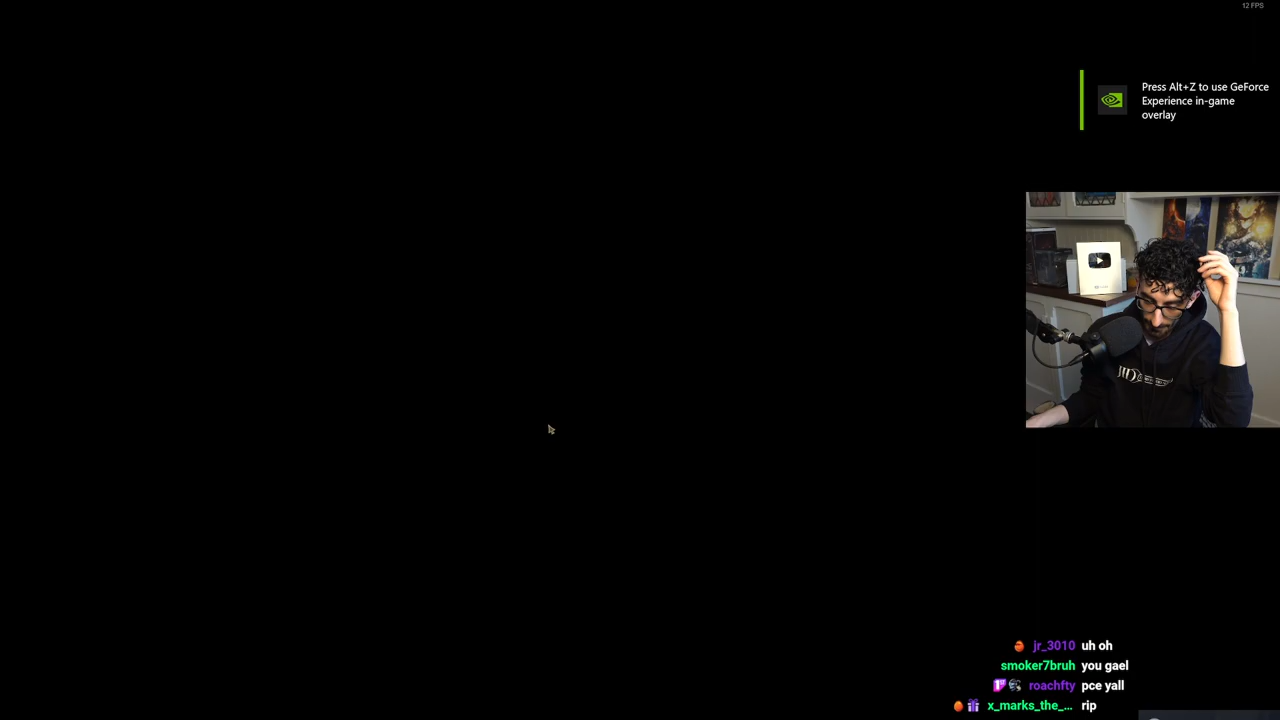 12 FPS
Press Alt+Z to use GeForce
Experience in-game
overlay
jr_3010 uh oh
smoker7bruh you gael
roachfty pce yall
x_marks_the_... rip